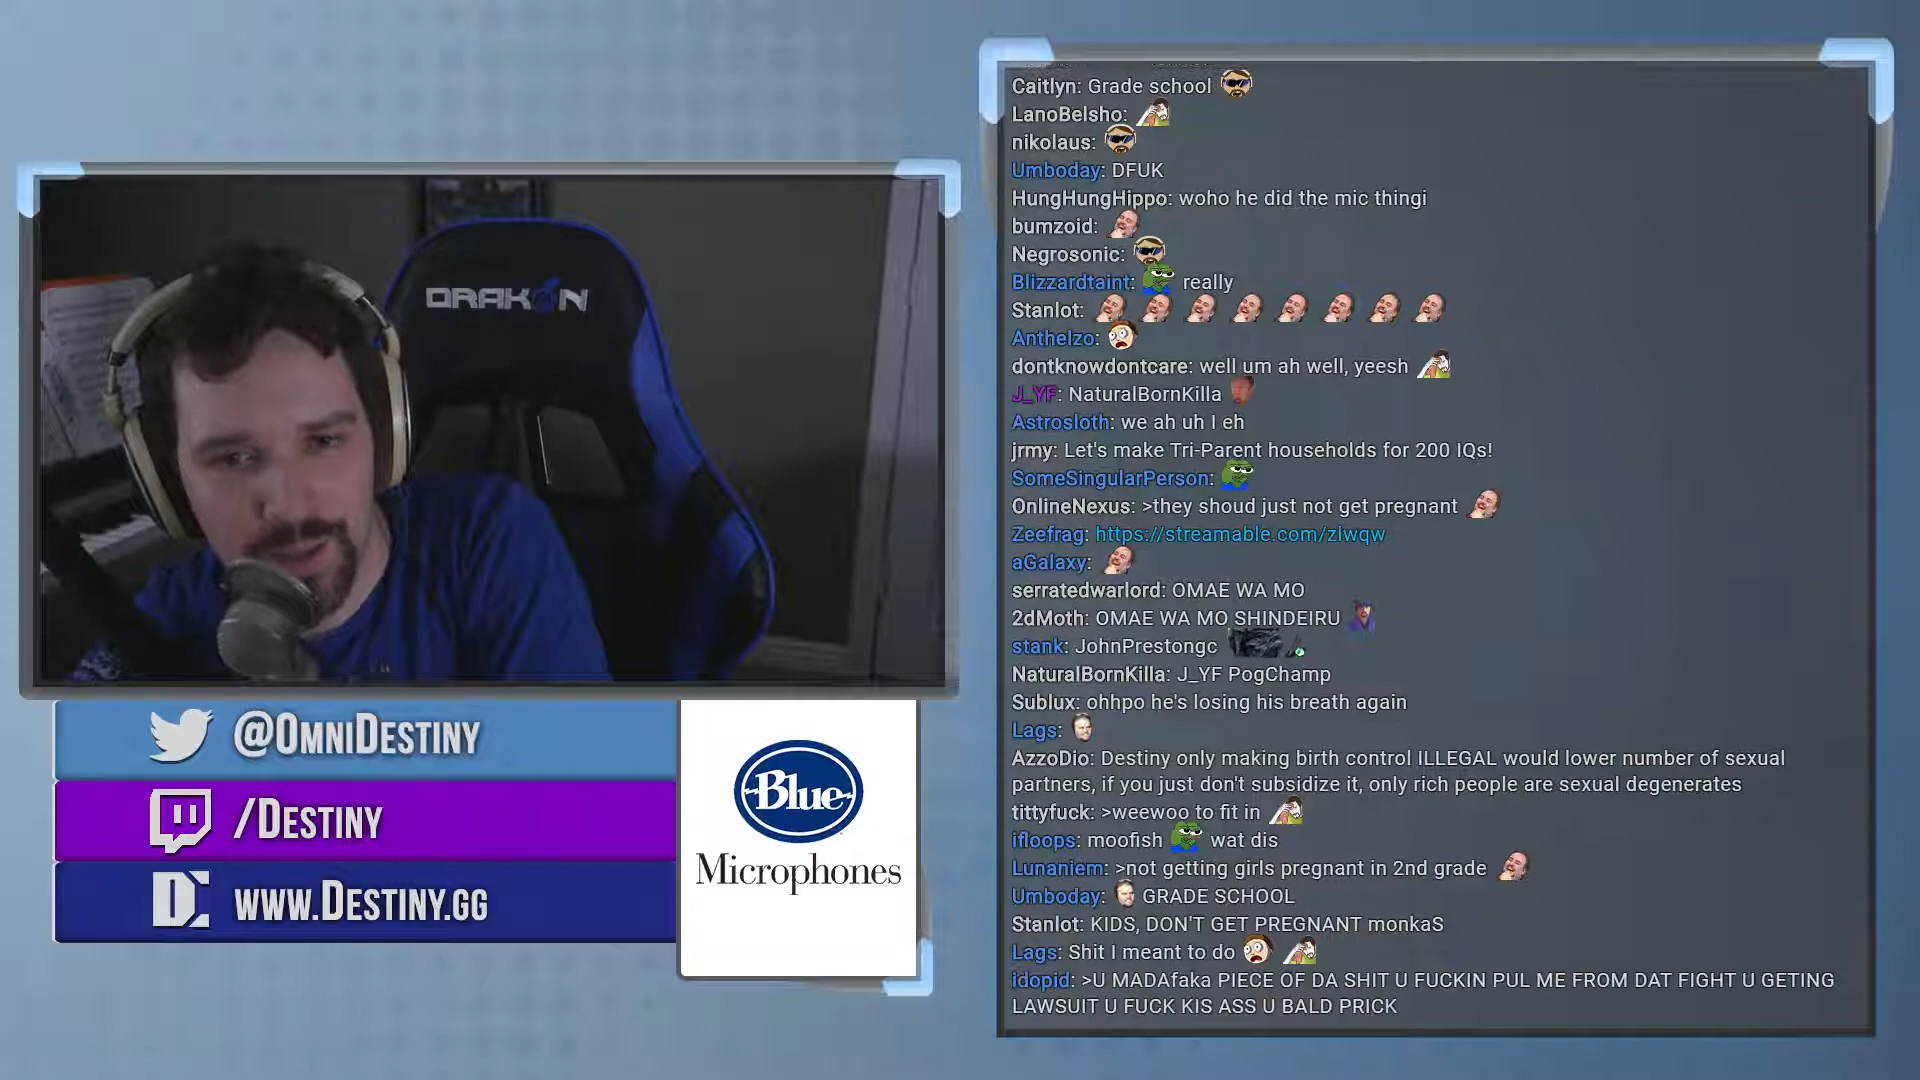 Caitlyn: Grade school
LanoBelsho:
nikolaus:
Umboday: DFUK
HungHungHippo: woho he did the mic thingi
bumzoid:
Negrosonic:
Blizzardtaint: really
Stanlot:
Anthelzo:
dontknowdontcare: well um ah well, yeesh
J_YF: NaturalBornKilla
Astrosloth: we ah uh I eh
jrmy: Let's make Tri-Parent households for 200 IQs!
SomeSingularPerson:
OnlineNexus: >they shoud just not get pregnant
Zeefrag: https://streamable.com/zlwqw
aGalaxy:
serratedwarlord: OMAE WA MO
2dMoth: OMAE WA MO SHINDEIRU
stank: JohnPrestongc
NaturalBornKilla: J_YF PogChamp
Sublux: ohhpo he's losing his breath again
Lags:
AzzoDio: Destiny only making birth control ILLEGAL would lower number of sexual
partners, if you just don't subsidize it, only rich people are sexual degenerates
tittyfuck: >weewoo to fit in
ifloops: moofish wat dis
Lunaniem: >not getting girls pregnant in 2nd grade
Umboday: GRADE SCHOOL
Stanlot: KIDS, DON'T GET PREGNANT monkaS
Lags: Shit I meant to do
idopid: >U MADAfaka PIECE OF DA SHIT U FUCKIN PUL ME FROM DAT FIGHT U GETING
LAWSUIT U FUCK KIS ASS U BALD PRICK
DRAKON
@OmniDestiny
/Destiny
www.Destiny.gg
Blue
Microphones